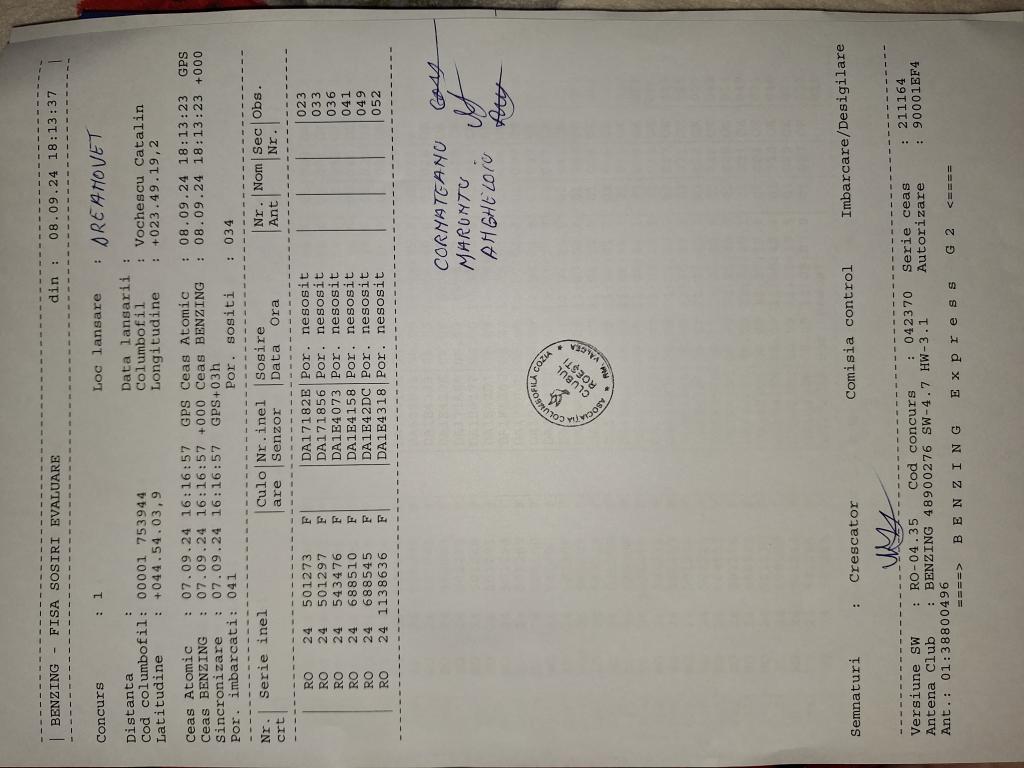 | BENZING - FISA SOSIRI EVALUARE din : 08.09.24 18:13:37 |
Concurs : 1 Loc lansare : DREAMOVET
Distanta : Data lansarii :
Cod columbofil: 00001 753944 Columbofil : Vochescu Catalin
Latitudine : +044.54.03,9 Longitudine : +023.49.19,2
Ceas Atomic : 07.09.24 16:16:57 GPS Ceas Atomic : 08.09.24 18:13:23 GPS
Ceas BENZING : 07.09.24 16:16:57 +000 Ceas BENZING : 08.09.24 18:13:23 +000
Sincronizare : 07.09.24 16:16:57 GPS+03h
Por. imbarcati: 041 Por. sositi : 034
Nr.| Serie inel |Culo|Nr.inel |Sosire |Nr. |Nom|Sec|Obs.
crt| |are |Senzor |Data Ora |Ant | |Nr.|
| RO 24 501273 F | |DA17182E|Por. nesosit | | | |023
| RO 24 501297 F | |DA171856|Por. nesosit | | | |033
| RO 24 543476 F | |DA1E4073|Por. nesosit | | | |036
| RO 24 688510 F | |DA1E4158|Por. nesosit | | | |041
| RO 24 688545 F | |DA1E42DC|Por. nesosit | | | |049
| RO 24 1138636 F | |DA1E4318|Por. nesosit | | | |052
CORNATEANU
MARUNTU
AMGHELOIU
ASOCIATIA COLUMBOFILA COZIA
RM. VALCEA
CLUBUL
ROIESTI
Semnaturi : Crescator Comisia control Imbarcare/Desigilare
Versiune SW : RO-04.35 Cod concurs : 042370 Serie ceas : 211164
Antena Club : BENZING 48900276 SW-4.7 HW-3.1 Autorizare : 90001EF4
Ant.: 01:38800496
====> B E N Z I N G E x p r e s s G 2 <====